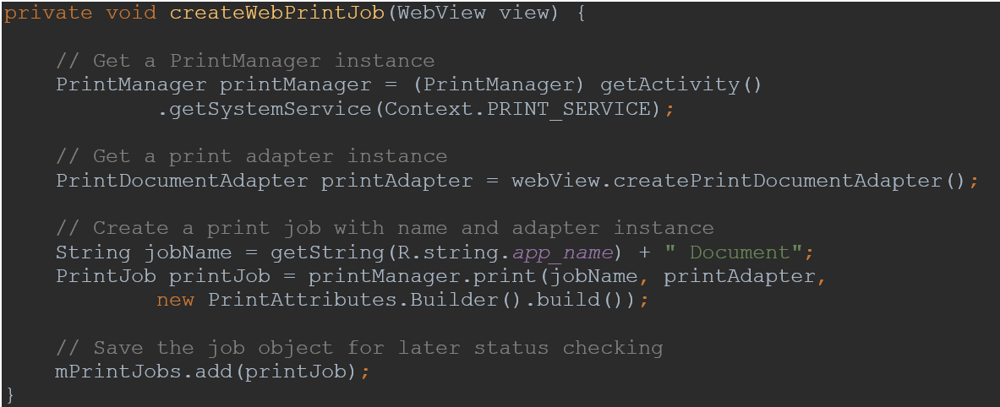 private void createWebPrintJob(WebView view) {
// Get a PrintManager instance
PrintManager printManager = (PrintManager) getActivity()
.getSystemService(Context.PRINT_SERVICE);
// Get a print adapter instance
PrintDocumentAdapter printAdapter = webView.createPrintDocumentAdapter();
// Create a print job with name and adapter instance
String jobName = getString(R.string.app_name) + " Document";
PrintJob printJob = printManager.print(jobName, printAdapter,
new PrintAttributes.Builder().build());
// Save the job object for later status checking
mPrintJobs.add(printJob);
}